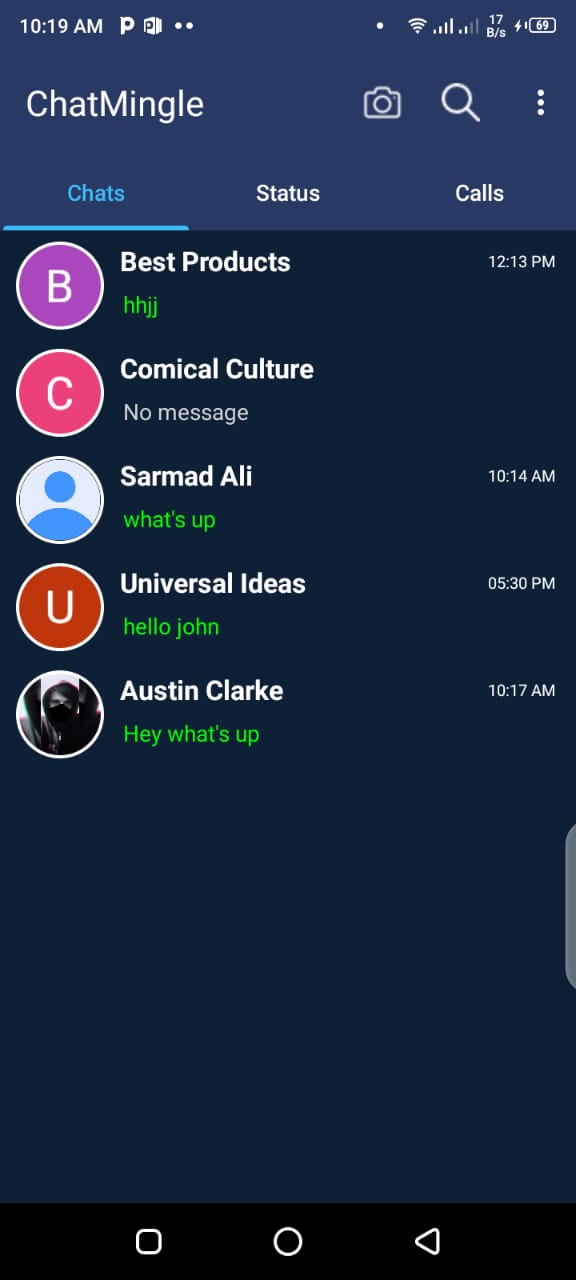 10:19 AM
17
B/s
69
ChatMingle
Chats Status Calls
B
Best Products 12:13 PM
hhjj
C
Comical Culture
No message
Sarmad Ali 10:14 AM
what's up
U
Universal Ideas 05:30 PM
hello john
Austin Clarke 10:17 AM
Hey what's up